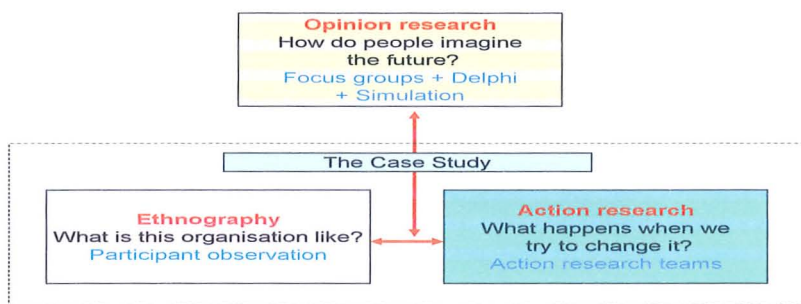 Opinion research
How do people imagine
the future?
Focus groups + Delphi
+ Simulation
The Case Study
Ethnography
What is this organisation like?
Participant observation
Action research
What happens when we
try to change it?
Action research teams